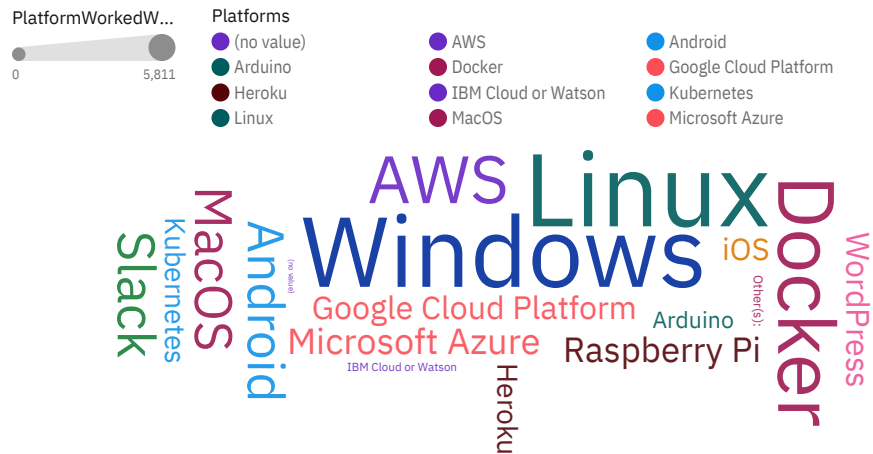 PlatformWorkedW...
0 5,811
Platforms
(no value)
Arduino
Heroku
Linux
AWS
Docker
IBM Cloud or Watson
MacOS
Android
Google Cloud Platform
Kubernetes
Microsoft Azure
Slack
Kubernetes
MacOS
Android
(no value)
AWS
Linux
Windows
Google Cloud Platform
Microsoft Azure
IBM Cloud or Watson
Heroku
iOS
Other(s):
Arduino
Raspberry Pi
Docker
WordPress